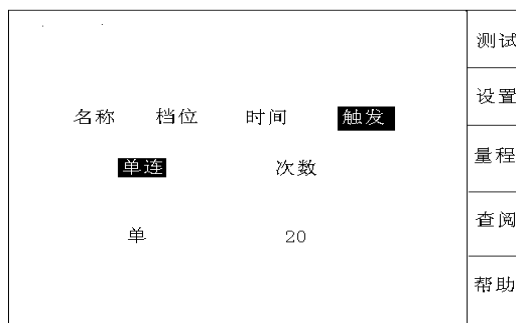 名称 档位 时间 触发
单连 次数
单 20
测试
设置
量程
查阅
帮助